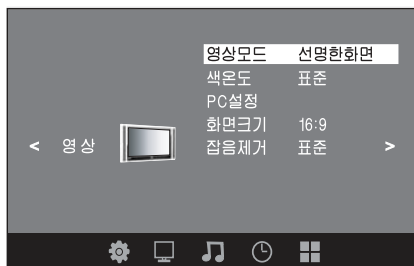 영상모드 선명한화면
색온도 표준
PC설정
화면크기 16:9
< 영상 잡음제거 표준 >